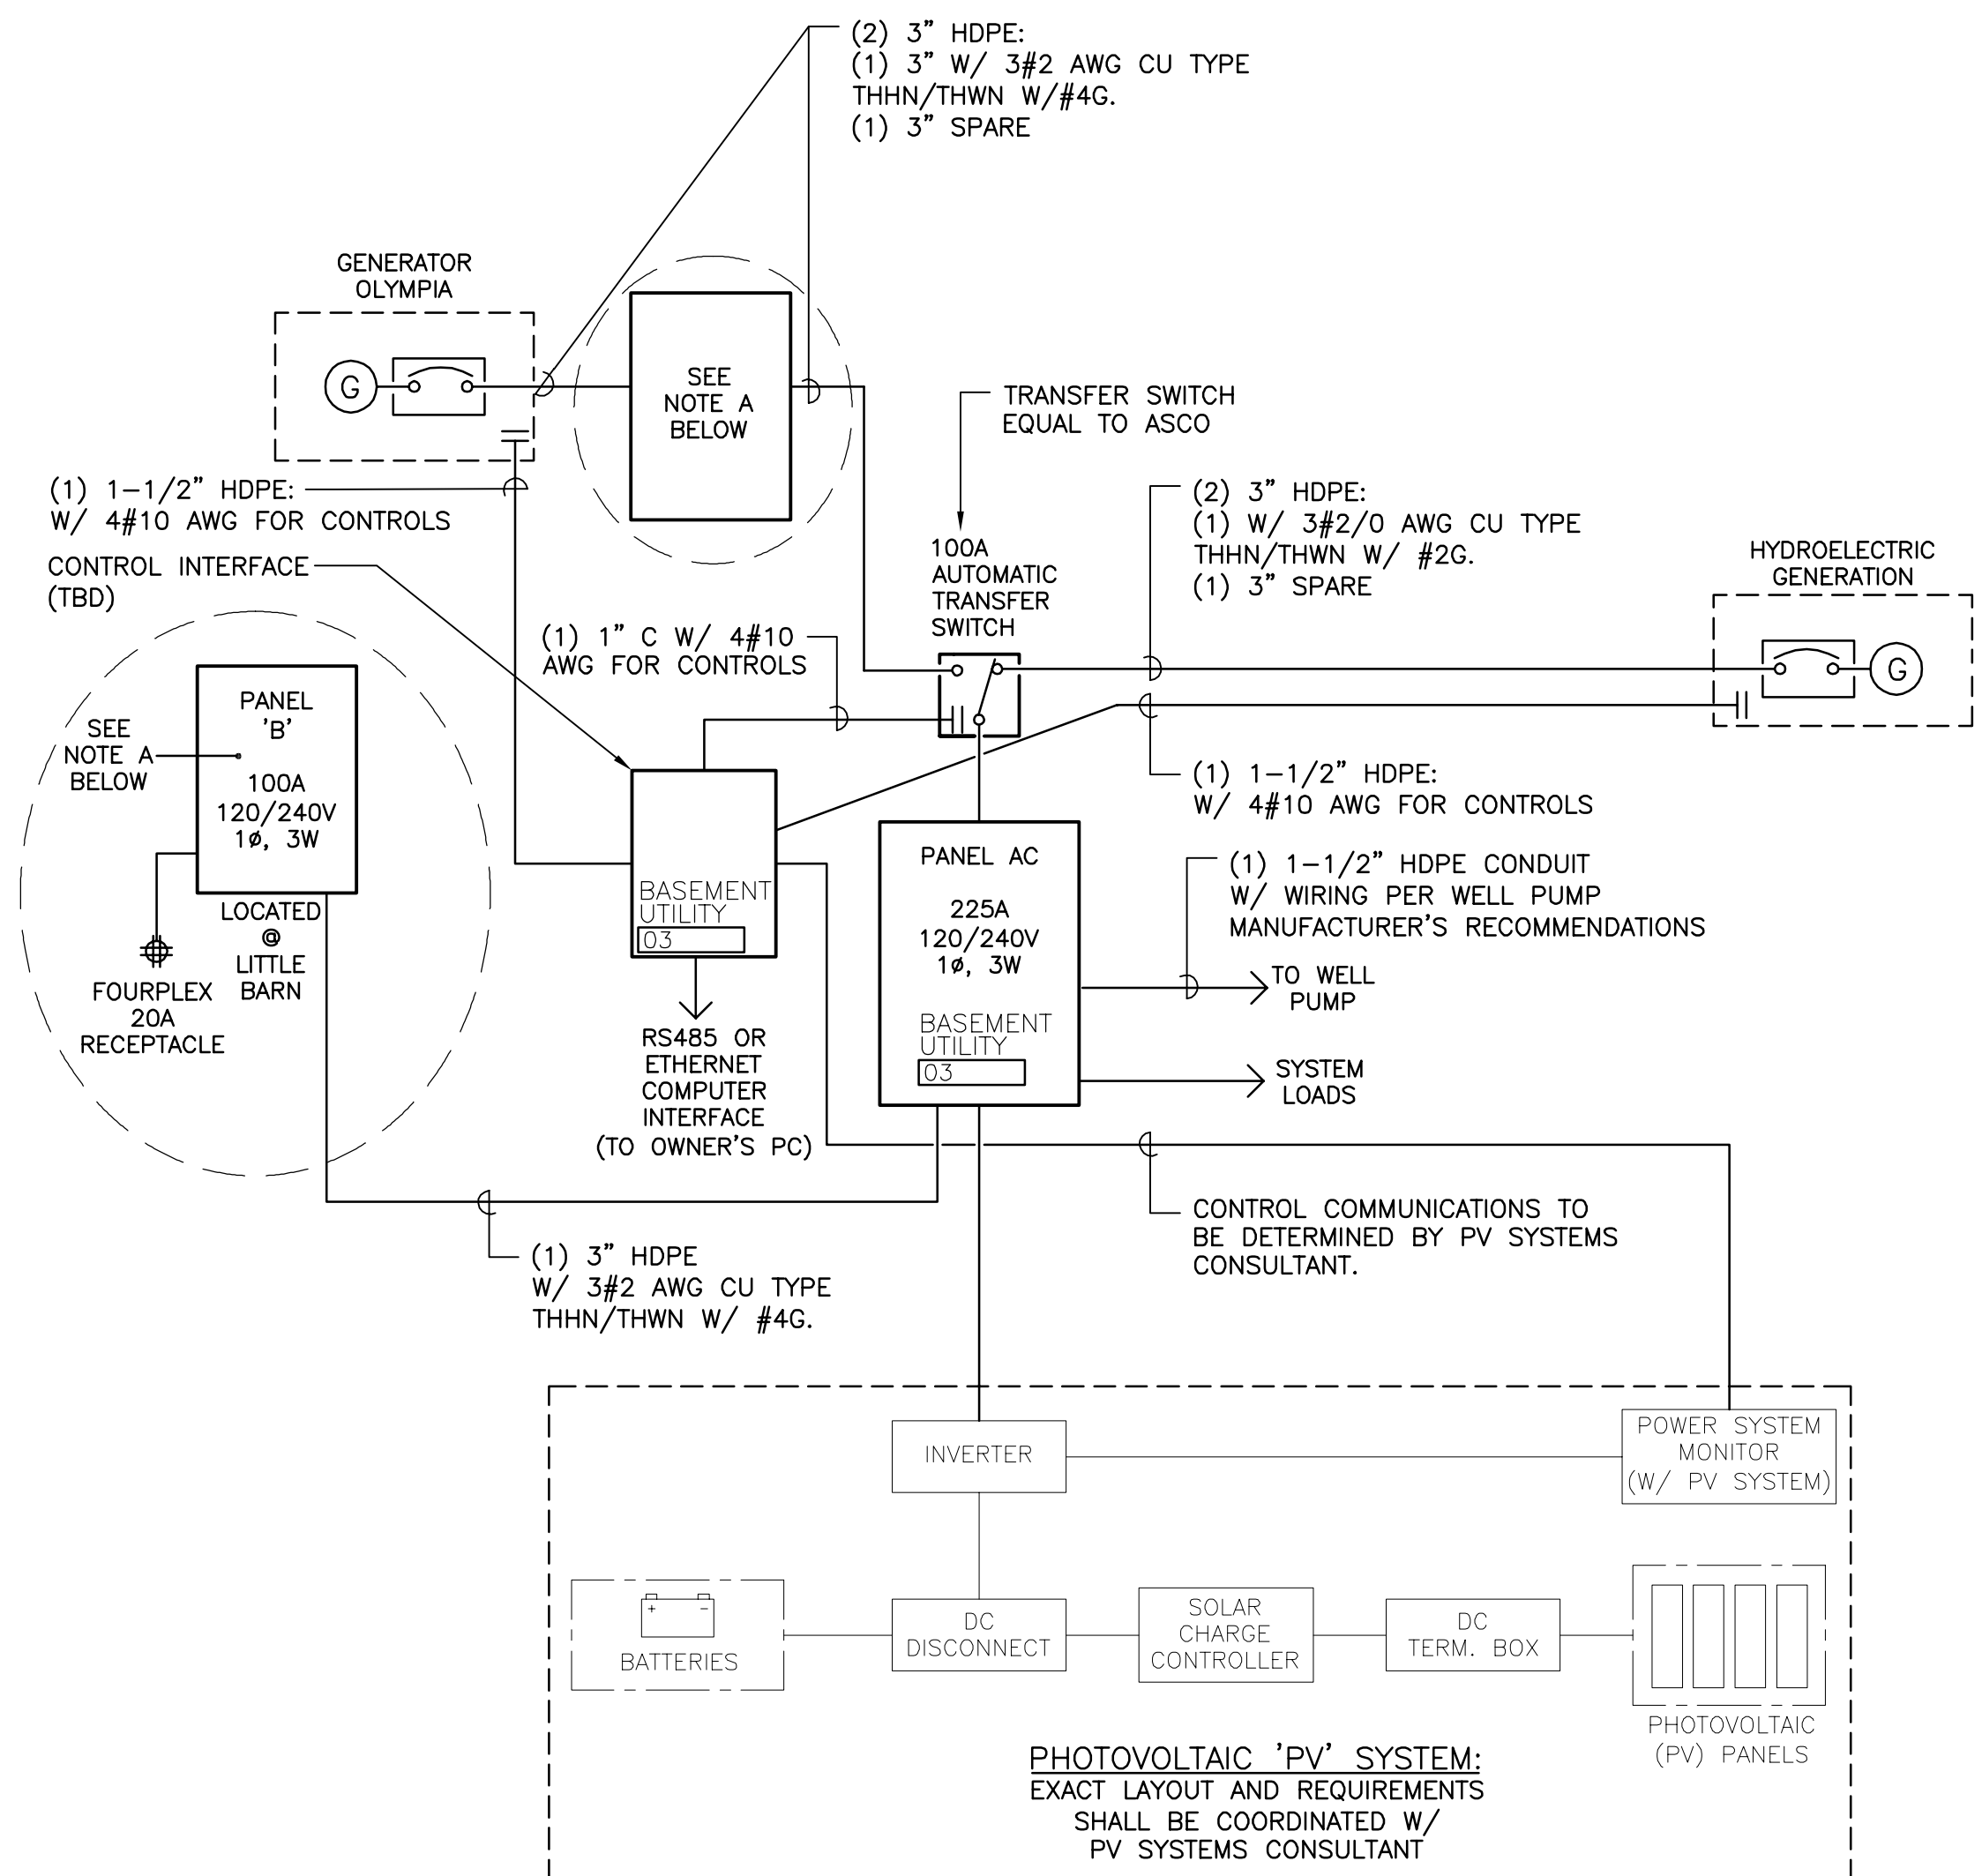 (2) 3" HDPE:
(1) 3" W/ 3#2 AWG CU TYPE
THHN/THWN W/#4G.
(1) 3" SPARE
GENERATOR
OLYMPIA
G
SEE
NOTE A
BELOW
TRANSFER SWITCH
EQUAL TO ASCO
(1) 1-1/2" HDPE:
W/ 4#10 AWG FOR CONTROLS
CONTROL INTERFACE
(TBD)
100A
AUTOMATIC
TRANSFER
SWITCH
(2) 3" HDPE:
(1) W/ 3#2/0 AWG CU TYPE
THHN/THWN W/ #2G.
(1) 3" SPARE
HYDROELECTRIC
GENERATION
G
(1) 1" C W/ 4#10
AWG FOR CONTROLS
PANEL
'B'
100A
120/240V
1ø, 3W
SEE
NOTE A
BELOW
LOCATED
@
LITTLE
BARN
FOURPLEX
20A
RECEPTACLE
BASEMENT
UTILITY
03
RS485 OR
ETHERNET
COMPUTER
INTERFACE
(TO OWNER'S PC)
PANEL AC
225A
120/240V
1ø, 3W
BASEMENT
UTILITY
03
(1) 1-1/2" HDPE:
W/ 4#10 AWG FOR CONTROLS
(1) 1-1/2" HDPE CONDUIT
W/ WIRING PER WELL PUMP
MANUFACTURER'S RECOMMENDATIONS
TO WELL
PUMP
SYSTEM
LOADS
CONTROL COMMUNICATIONS TO
BE DETERMINED BY PV SYSTEMS
CONSULTANT.
(1) 3" HDPE
W/ 3#2 AWG CU TYPE
THHN/THWN W/ #4G.
INVERTER
POWER SYSTEM
MONITOR
(W/ PV SYSTEM)
+ -
BATTERIES
DC
DISCONNECT
SOLAR
CHARGE
CONTROLLER
DC
TERM. BOX
PHOTOVOLTAIC
(PV) PANELS
PHOTOVOLTAIC 'PV' SYSTEM:
EXACT LAYOUT AND REQUIREMENTS
SHALL BE COORDINATED W/
PV SYSTEMS CONSULTANT